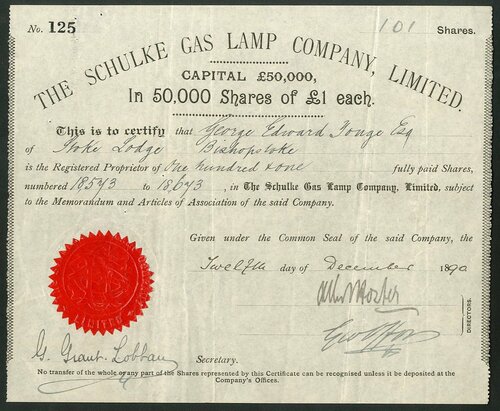 No. 125
101 Shares.
THE SCHULKE GAS LAMP COMPANY, LIMITED.
CAPITAL £50,000,
In 50,000 Shares of £1 each.
This is to certify that George Edward Tonge Esq
of Stoke Lodge Bishopstoke
is the Registered Proprietor of One hundred & one fully paid Shares,
numbered 18573 to 18673, in The Schulke Gas Lamp Company, Limited, subject
to the Memorandum and Articles of Association of the said Company.
Given under the Common Seal of the said Company, the
Twelfth day of December 1890
DIRECTORS.
G. Grant Lobban Secretary.
No transfer of the whole or any part of the Shares represented by this Certificate can be recognised unless it be deposited at the
Company's Offices.